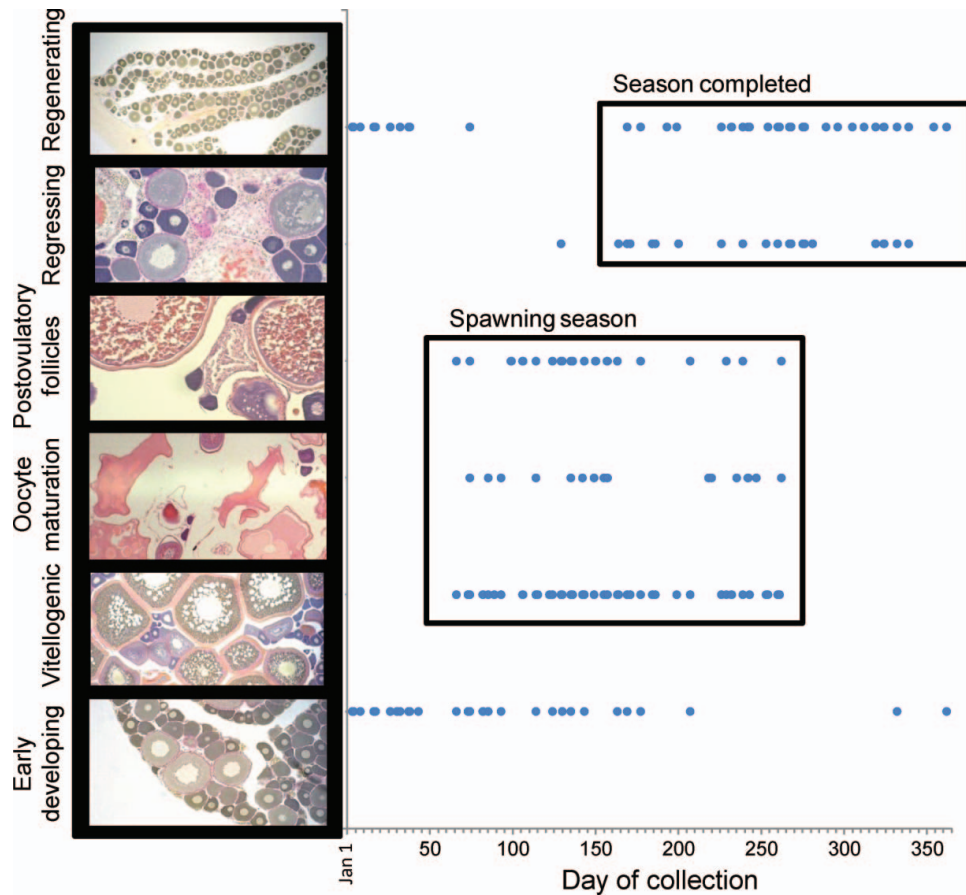 Regenerating
Regressing
Postovulatory
follicles
Oocyte
maturation
Vitellogenic
Early
developing
Season completed
Spawning season
Jan 1
50
100
150
200
250
300
350
Day of collection